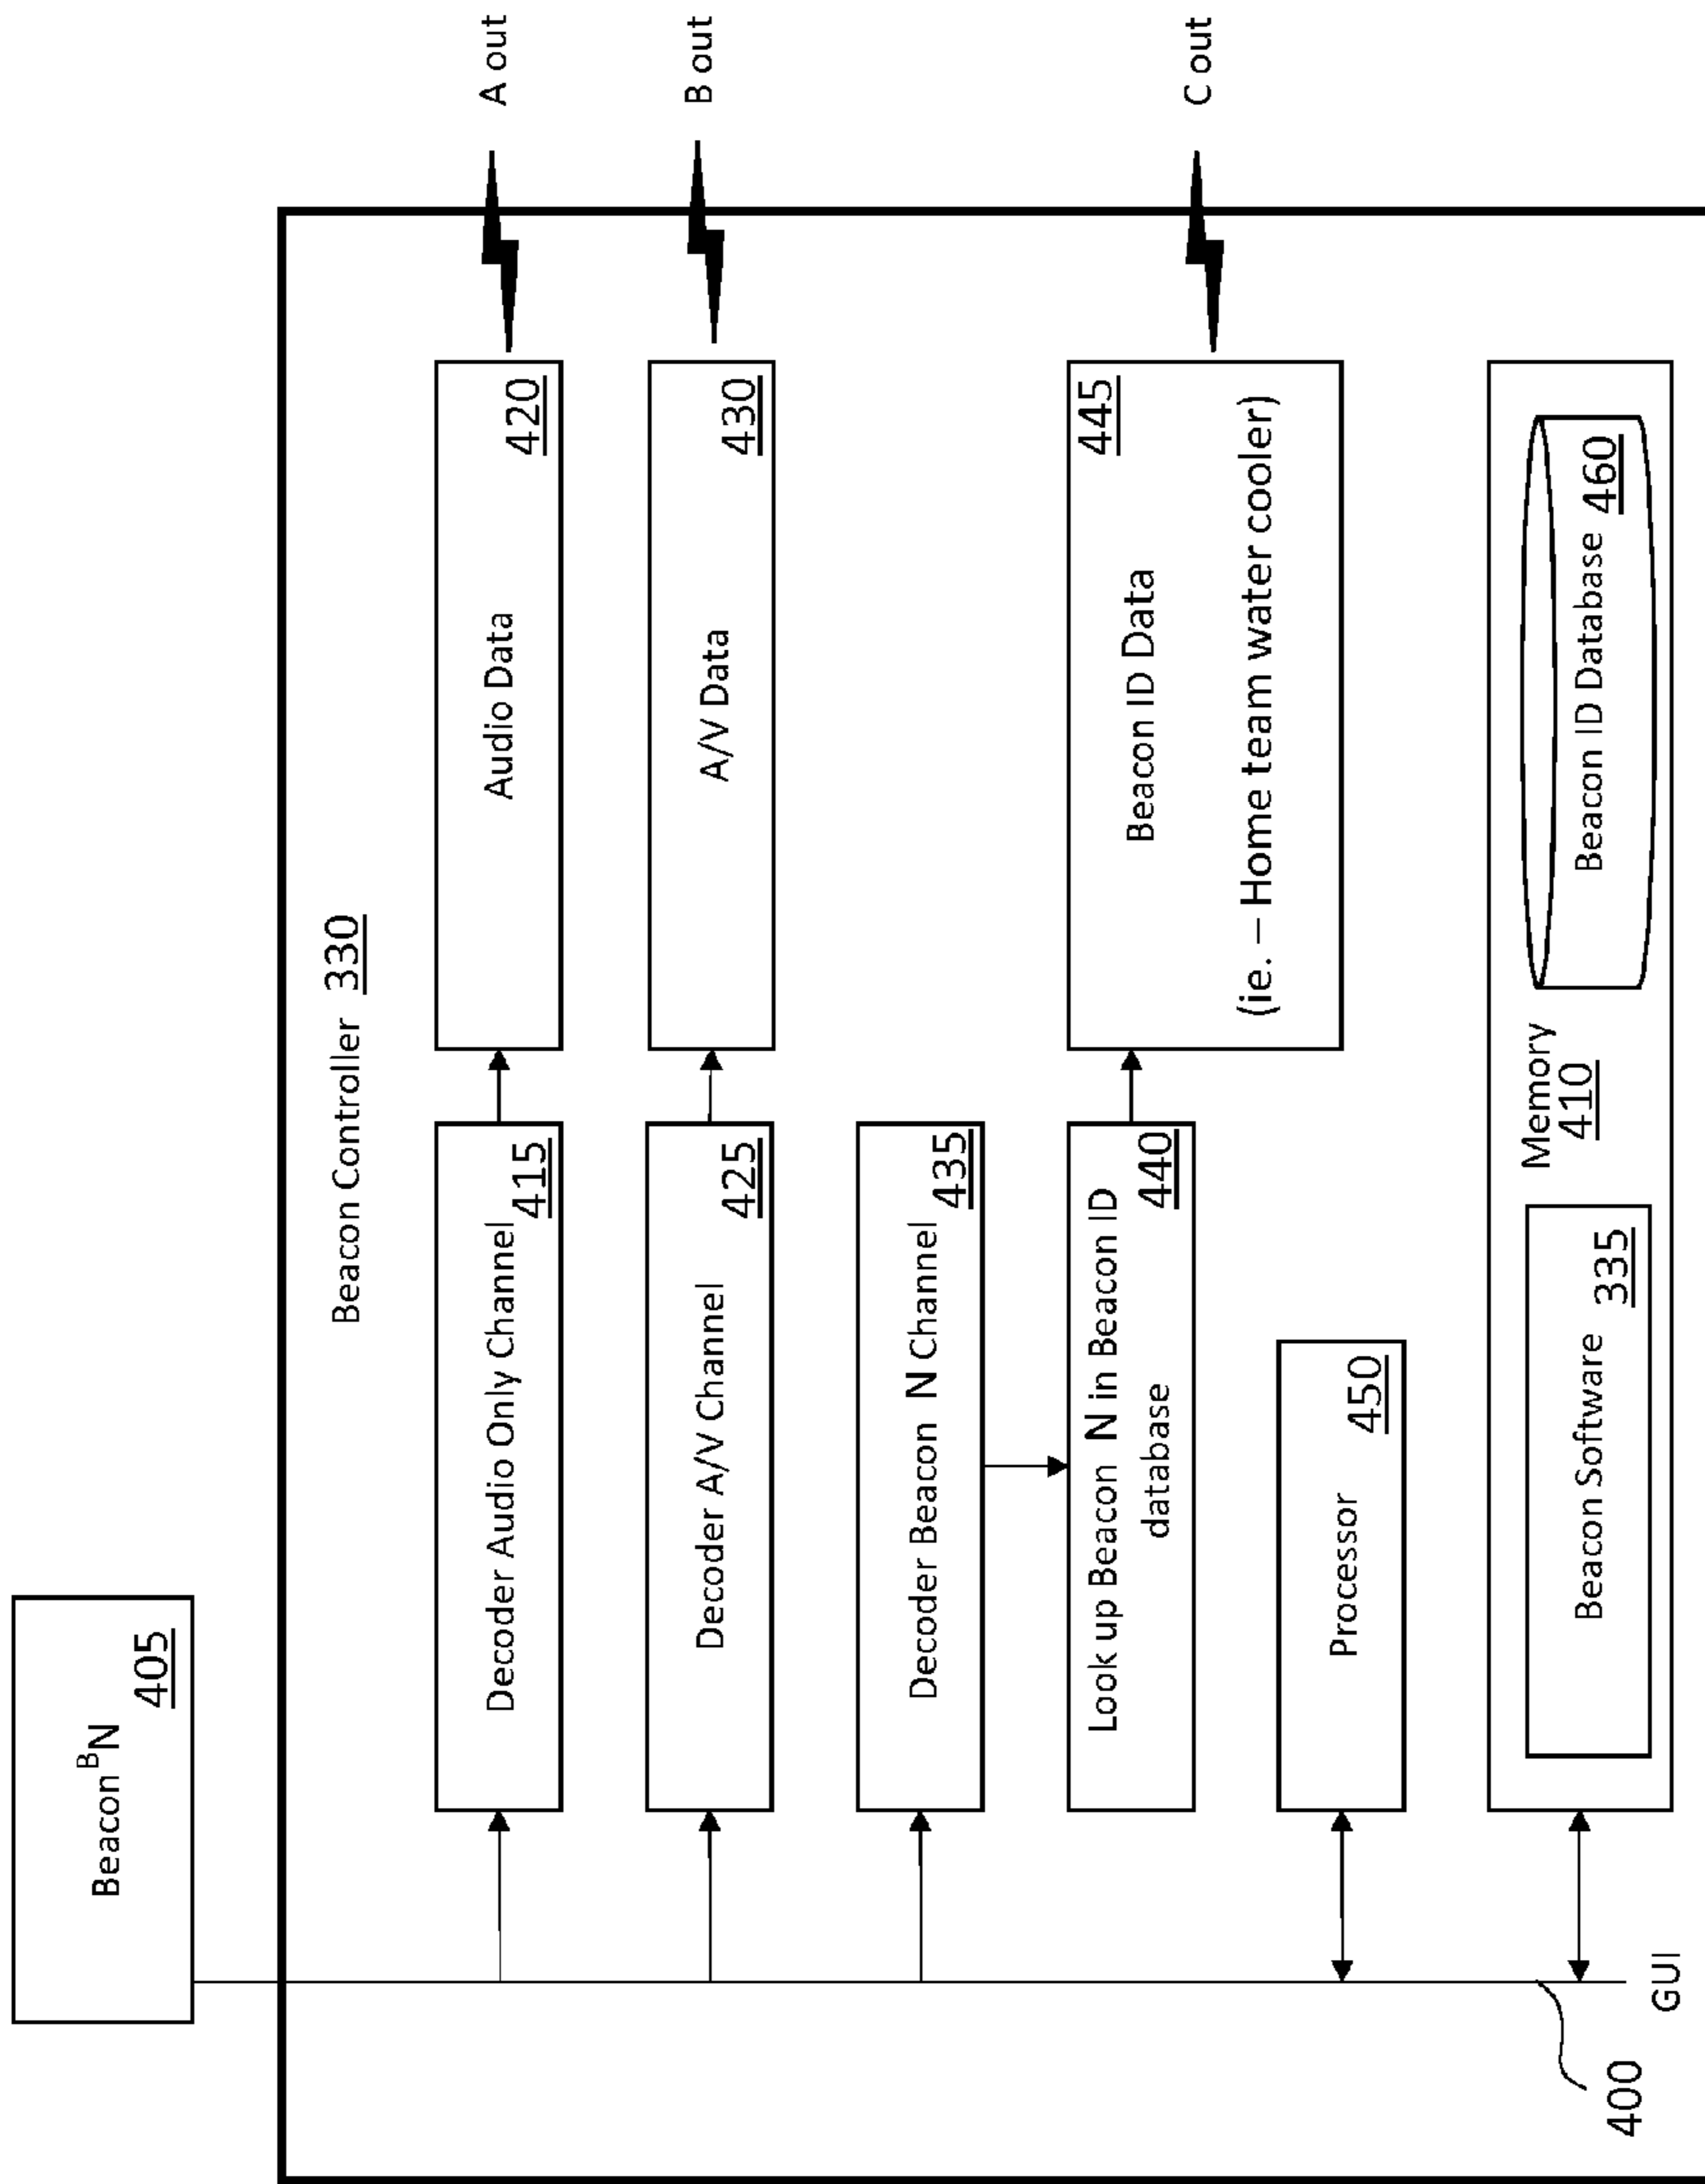 Beacon ᴮN
405
Beacon Controller 330
Decoder Audio Only Channel
415
Audio Data
420
A out
Decoder A/V Channel
425
A/V Data
430
B out
Decoder Beacon N Channel
435
Look up Beacon N in Beacon ID
database
440
Beacon ID Data
445
(ie. – Home team water cooler)
C out
Processor
450
Beacon Software 335
Memory
410
Beacon ID Database 460
GUI
400